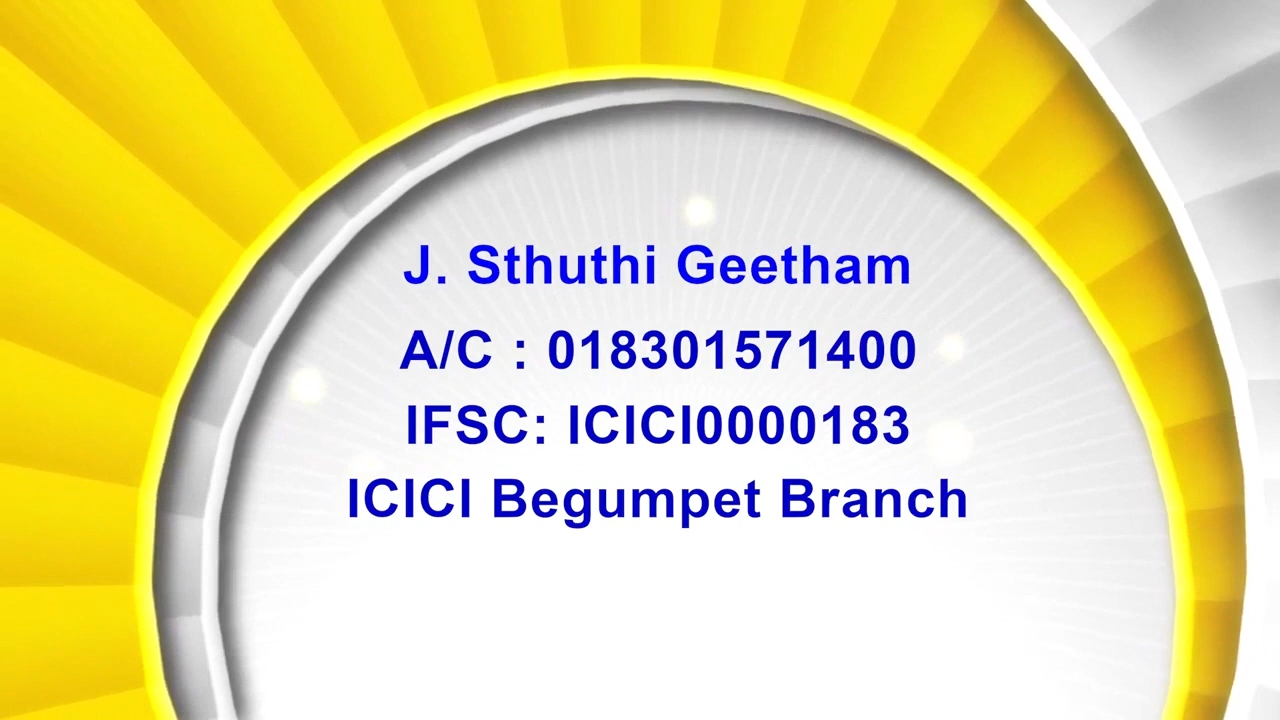 J. Sthuthi Geetham
A/C : 018301571400
IFSC: ICICI0000183
ICICI Begumpet Branch